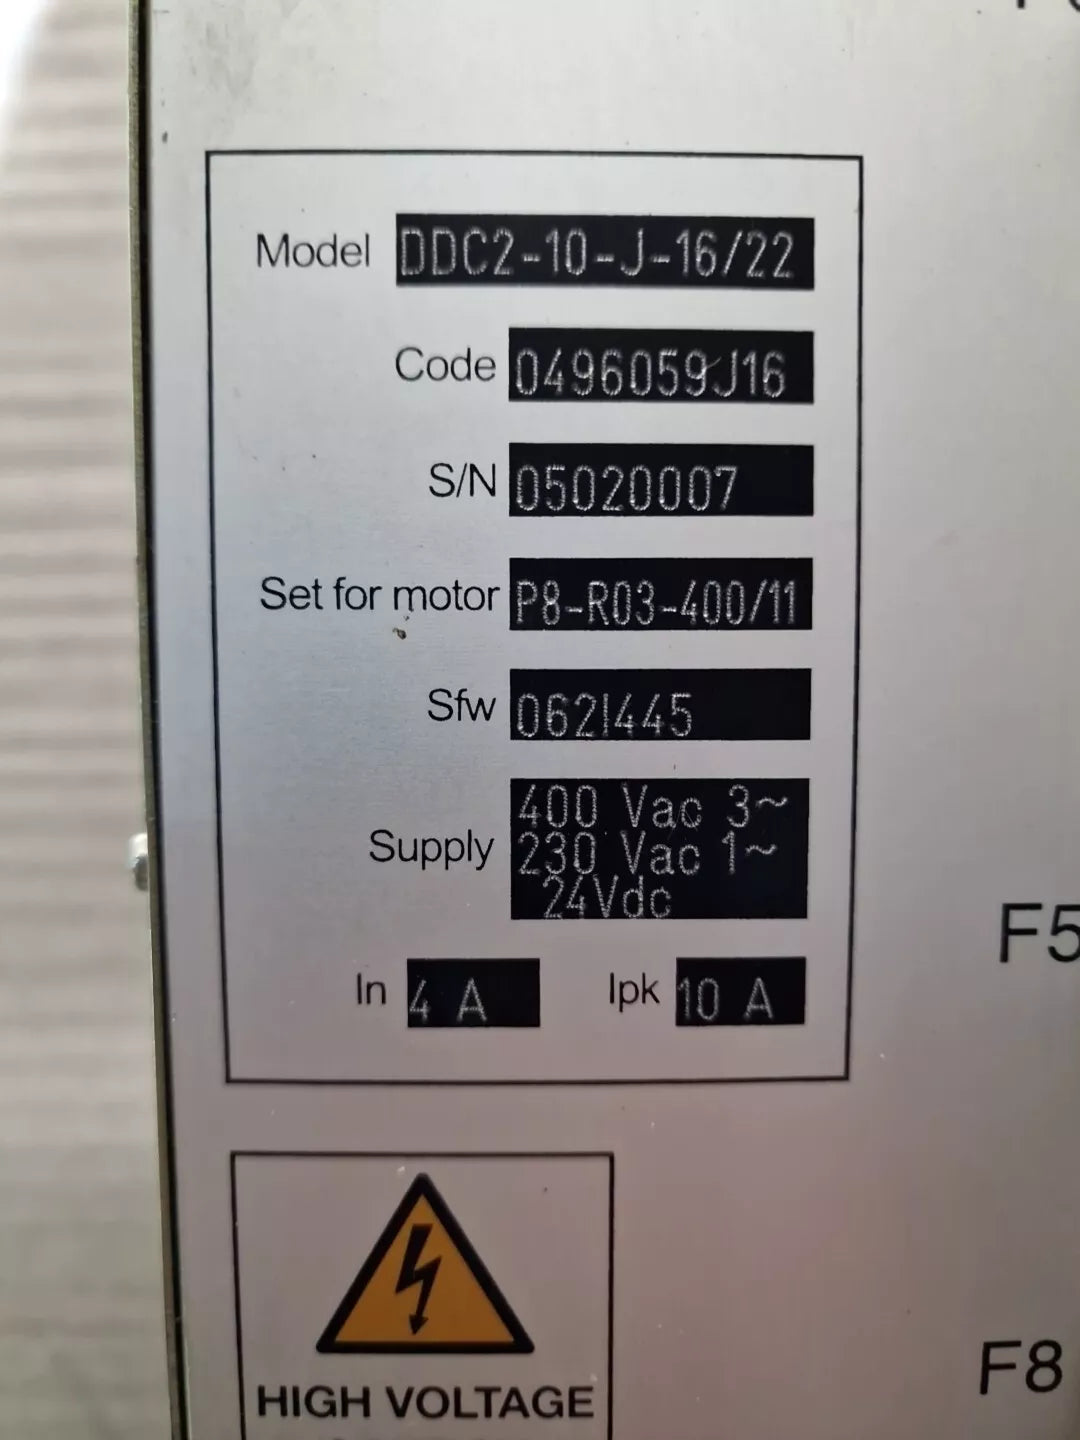 Model DDC2-10-J-16/22
Code 0496059J16
S/N 05020007
Set for motor P8-R03-400/11
Sfw 062I445
Supply 400 Vac 3~
230 Vac 1~
24Vdc
In 4 A Ipk 10 A
F5
HIGH VOLTAGE
F8